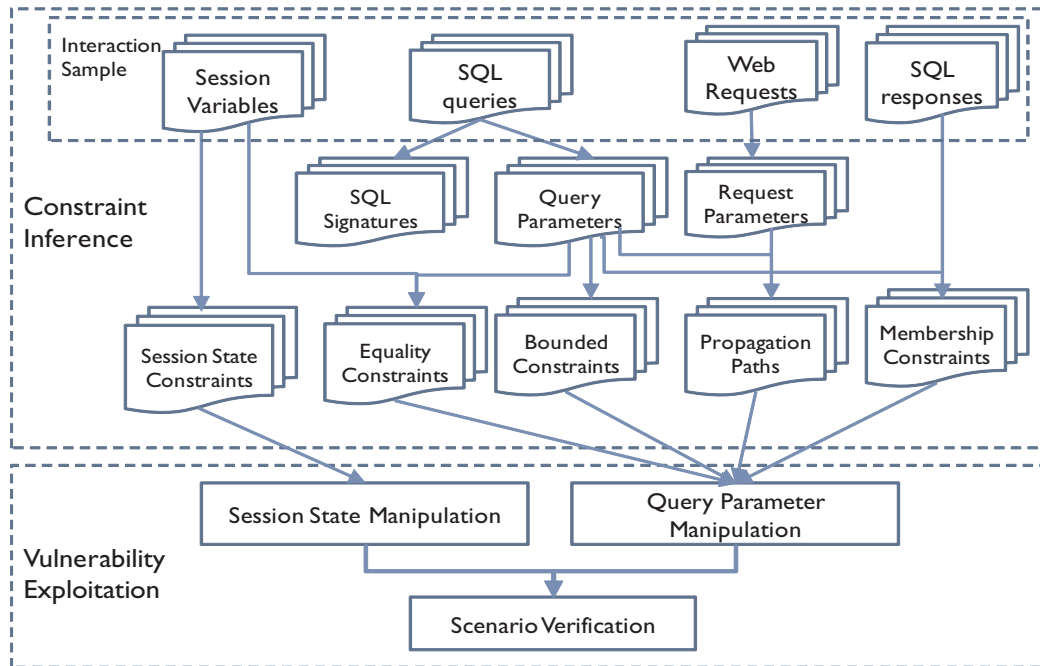 Interaction
Sample
Session
Variables
SQL
queries
Web
Requests
SQL
responses
SQL
Signatures
Query
Parameters
Request
Parameters
Constraint
Inference
Session State
Constraints
Equality
Constraints
Bounded
Constraints
Propagation
Paths
Membership
Constraints
Session State Manipulation
Query Parameter
Manipulation
Vulnerability
Exploitation
Scenario Verification